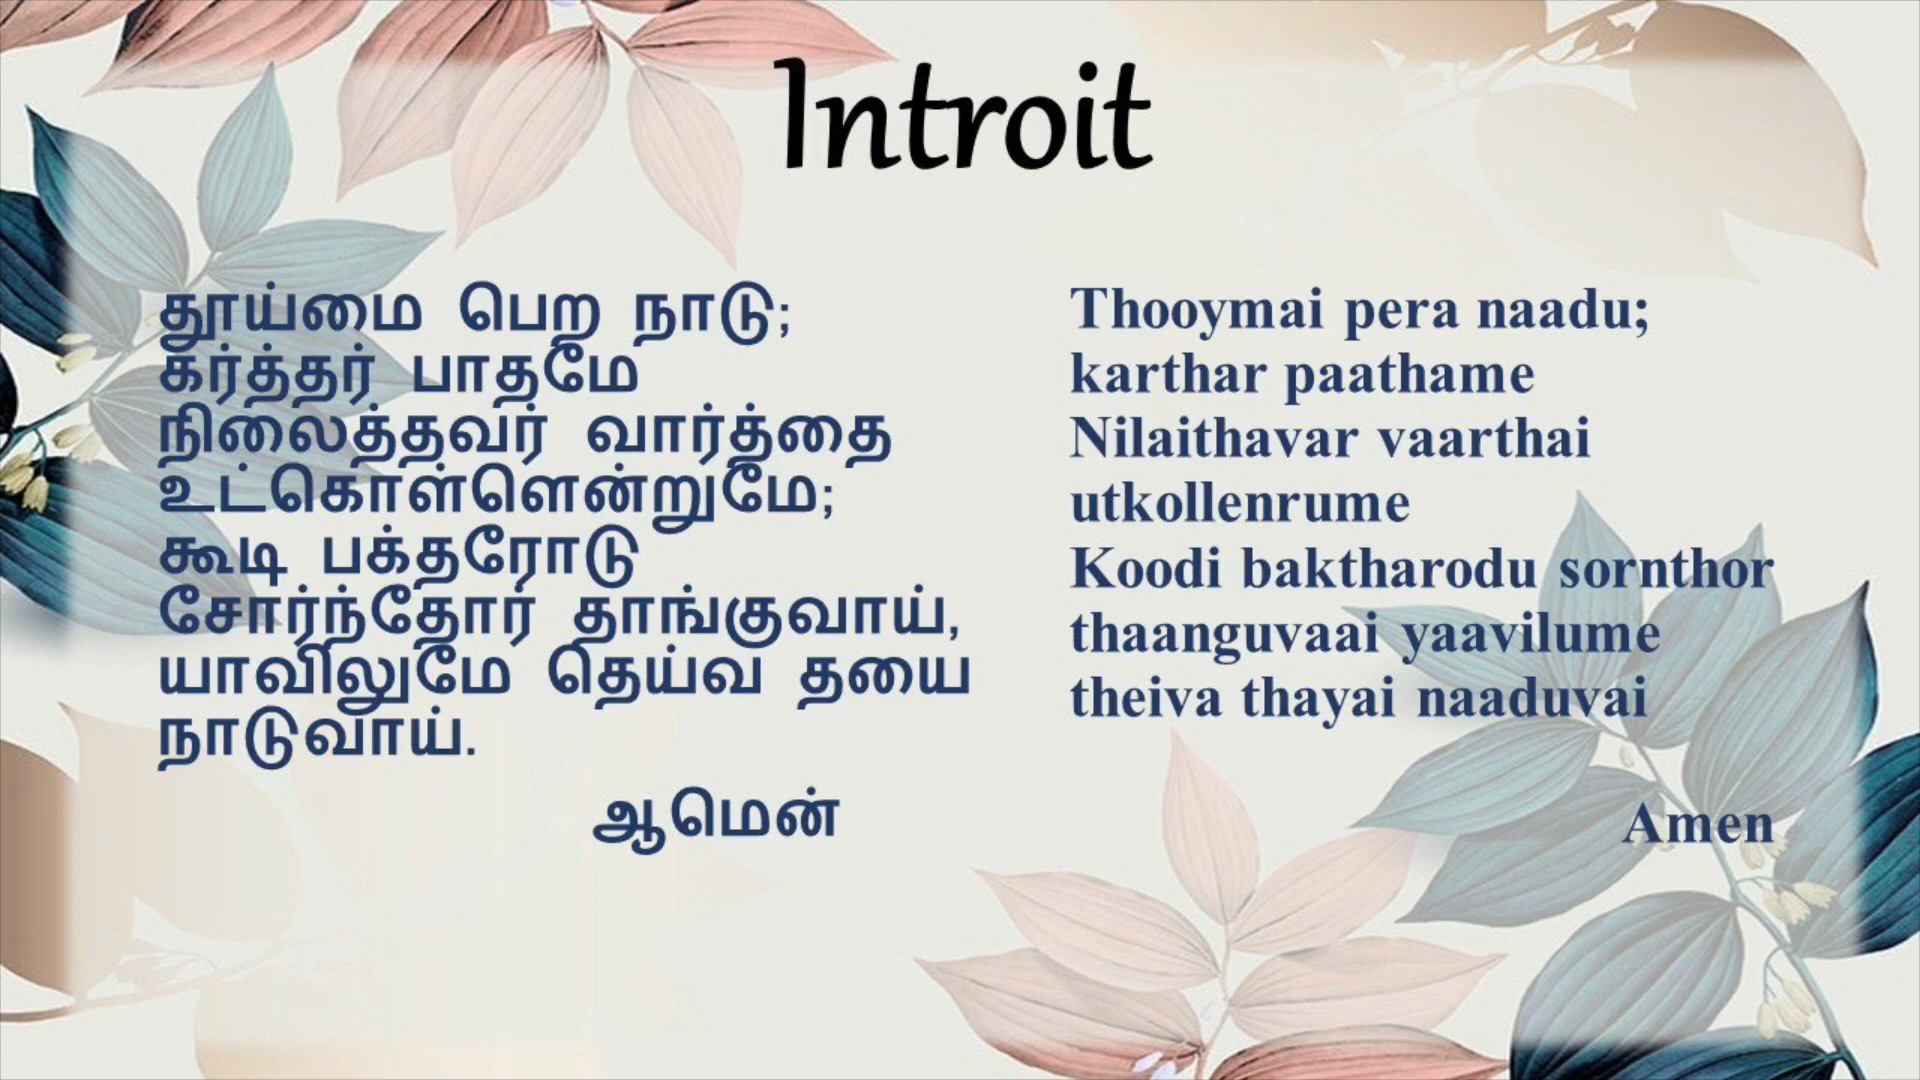 Introit
தூய்மை பெற நாடு;
கர்த்தர் பாதமே
நிலைத்தவர் வார்த்தை
உட்கொள்ளென்றுமே;
கூடி பக்தரோடு
சோர்ந்தோர் தாங்குவாய்,
யாவிலுமே தெய்வ தயை
நாடுவாய்.
ஆமென்
Thooymai pera naadu;
karthar paathame
Nilaithavar vaarthai
utkollenrume
Koodi baktharodu sornthor
thaanguvaai yaavilume
theiva thayai naaduvai
Amen